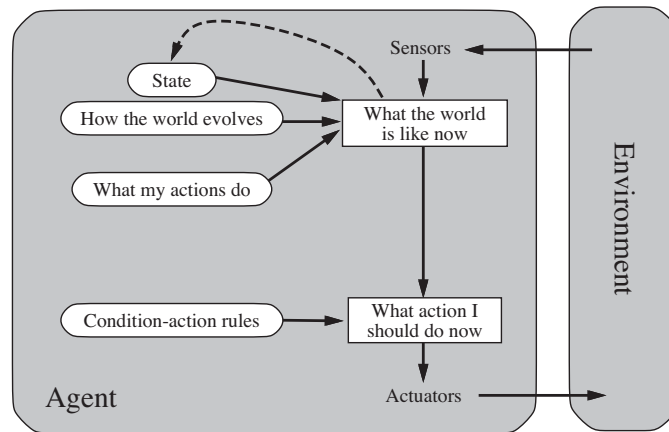 Sensors
State
How the world evolves
What the world
is like now
What my actions do
Condition-action rules
What action I
should do now
Agent
Actuators
Environment